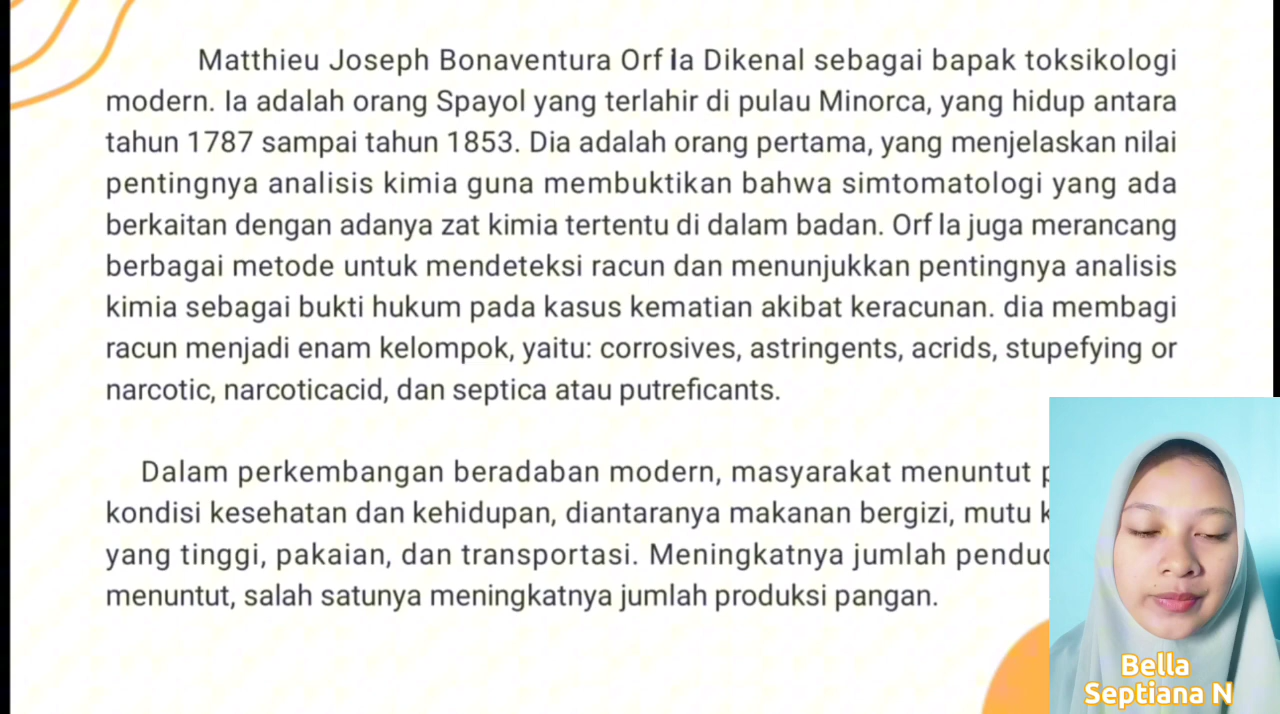 Matthieu Joseph Bonaventura Orf la Dikenal sebagai bapak toksikologi
modern. Ia adalah orang Spayol yang terlahir di pulau Minorca, yang hidup antara
tahun 1787 sampai tahun 1853. Dia adalah orang pertama, yang menjelaskan nilai
pentingnya analisis kimia guna membuktikan bahwa simtomatologi yang ada
berkaitan dengan adanya zat kimia tertentu di dalam badan. Orf la juga merancang
berbagai metode untuk mendeteksi racun dan menunjukkan pentingnya analisis
kimia sebagai bukti hukum pada kasus kematian akibat keracunan. dia membagi
racun menjadi enam kelompok, yaitu: corrosives, astringents, acrids, stupefying or
narcotic, narcoticacid, dan septica atau putreficants.
Dalam perkembangan beradaban modern, masyarakat menuntut
kondisi kesehatan dan kehidupan, diantaranya makanan bergizi, mutu
yang tinggi, pakaian, dan transportasi. Meningkatnya jumlah
menuntut, salah satunya meningkatnya jumlah produksi pangan.
Bella
Septiana N